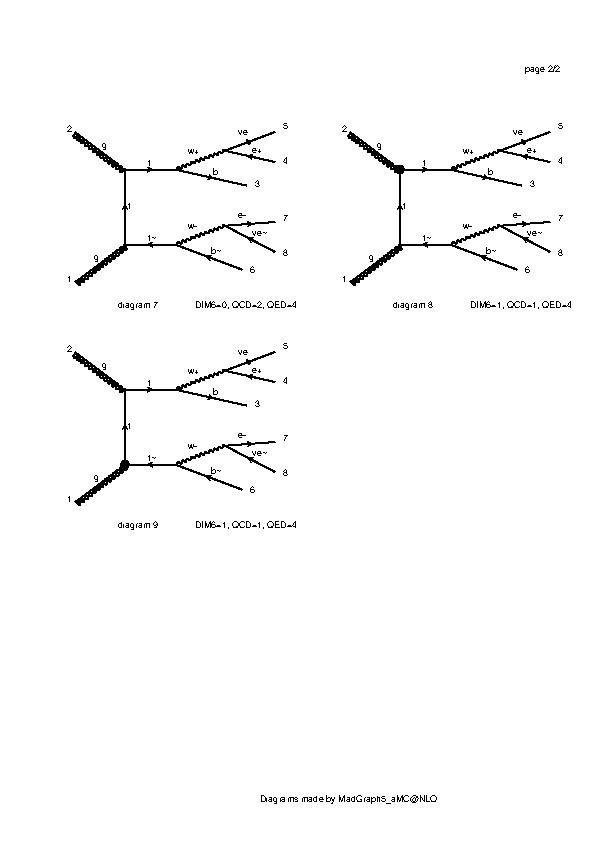 page 2/2
2 g 1 w+ ve 5
e+ 4
b 3
1
1~ w- e- 7
ve~ 8
b~ 6
g 1
diagram 7 DIM6=0, QCD=2, QED=4
2 g 1 w+ ve 5
e+ 4
b 3
1
1~ w- e- 7
ve~ 8
b~ 6
g 1
diagram 8 DIM6=1, QCD=1, QED=4
2 g 1 w+ ve 5
e+ 4
b 3
1
1~ w- e- 7
ve~ 8
b~ 6
g 1
diagram 9 DIM6=1, QCD=1, QED=4
Diagrams made by MadGraph5_aMC@NLO